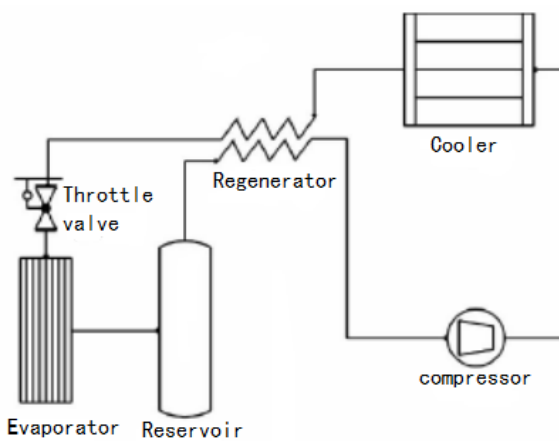 Cooler
Regenerator
Throttle
valve
compressor
Evaporator
Reservoir